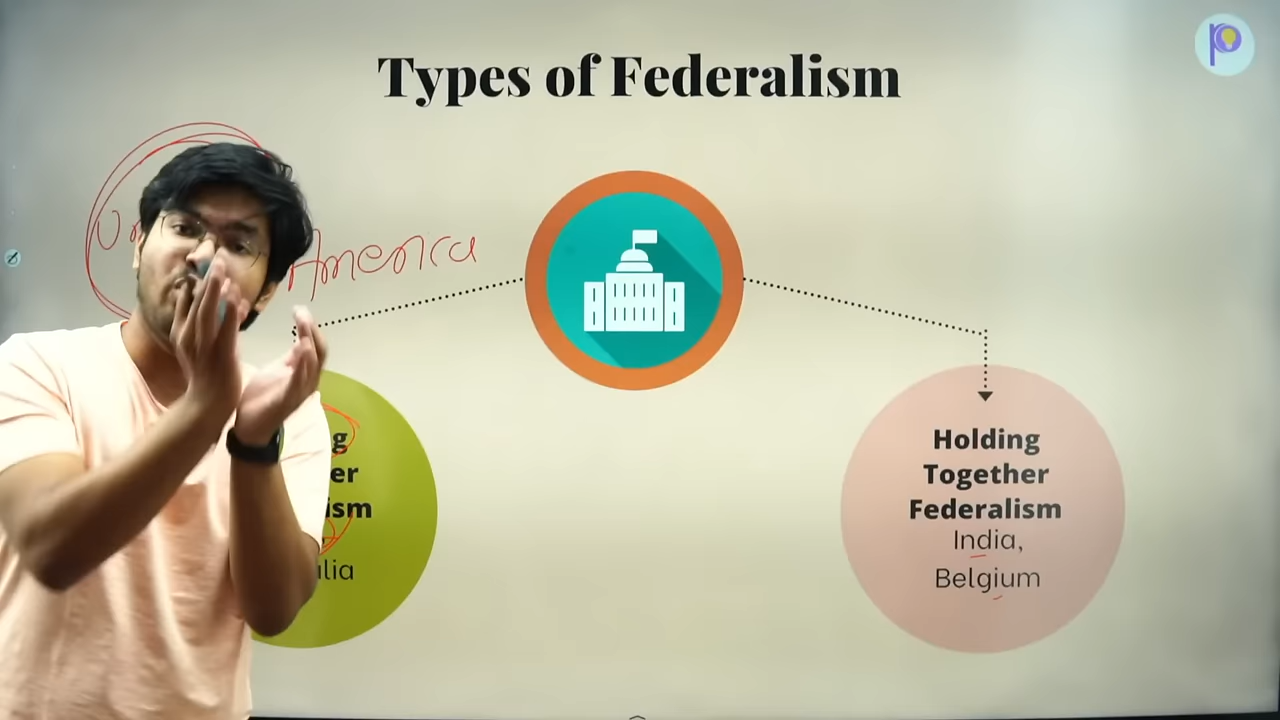 Types of Federalism
America
g
er
ism
lia
Holding
Together
Federalism
India,
Belgium